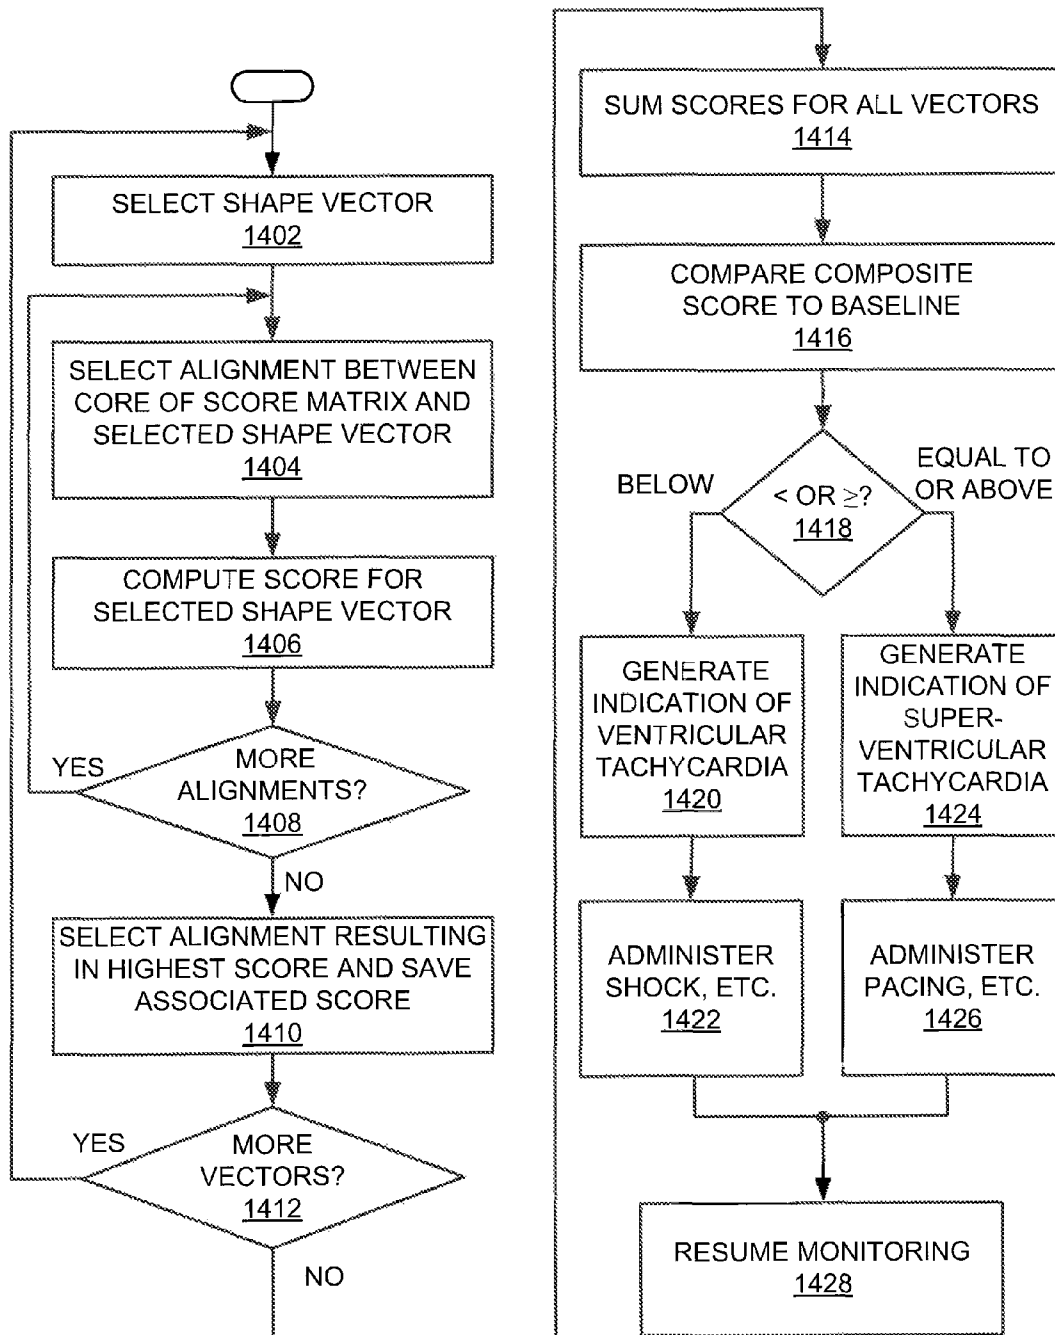 SELECT SHAPE VECTOR
1402
SELECT ALIGNMENT BETWEEN
CORE OF SCORE MATRIX AND
SELECTED SHAPE VECTOR
1404
COMPUTE SCORE FOR
SELECTED SHAPE VECTOR
1406
YES
MORE
ALIGNMENTS?
1408
NO
SELECT ALIGNMENT RESULTING
IN HIGHEST SCORE AND SAVE
ASSOCIATED SCORE
1410
YES
MORE
VECTORS?
1412
NO
SUM SCORES FOR ALL VECTORS
1414
COMPARE COMPOSITE
SCORE TO BASELINE
1416
BELOW
< OR ≥?
1418
EQUAL TO
OR ABOVE
GENERATE
INDICATION OF
VENTRICULAR
TACHYCARDIA
1420
GENERATE
INDICATION OF
SUPER-
VENTRICULAR
TACHYCARDIA
1424
ADMINISTER
SHOCK, ETC.
1422
ADMINISTER
PACING, ETC.
1426
RESUME MONITORING
1428